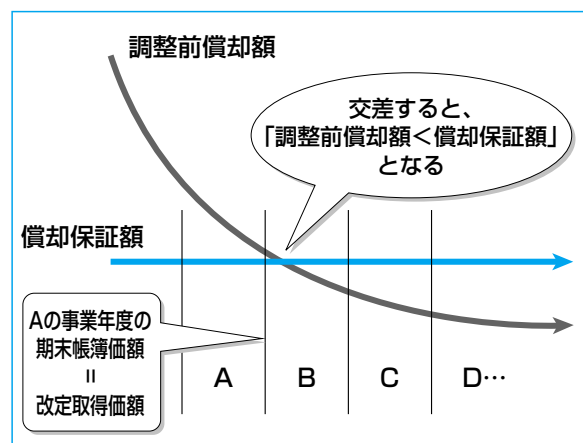 調整前償却額
交差すると、
「調整前償却額＜償却保証額」
となる
償却保証額
Aの事業年度の
期末帳簿価額
＝
改定取得価額
A
B
C
D…